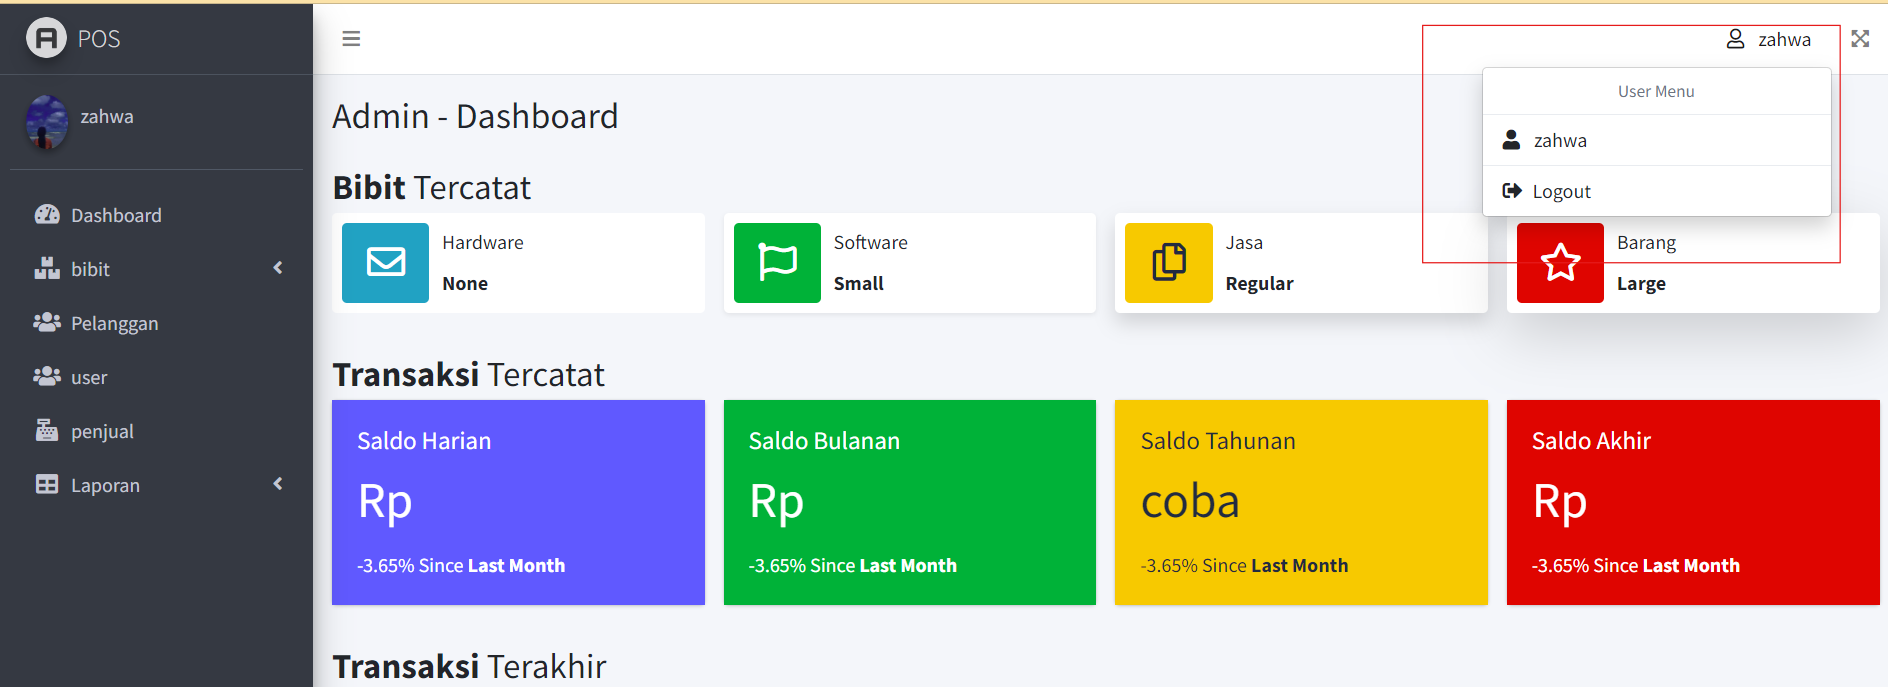 POS
zahwa
zahwa
Dashboard
bibit
Pelanggan
user
penjual
Laporan
zahwa
User Menu
zahwa
Logout
Admin - Dashboard
Bibit Tercatat
Hardware
None
Software
Small
Jasa
Regular
Barang
Large
Transaksi Tercatat
Saldo Harian
Rp
-3.65% Since Last Month
Saldo Bulanan
Rp
-3.65% Since Last Month
Saldo Tahunan
coba
-3.65% Since Last Month
Saldo Akhir
Rp
-3.65% Since Last Month
Transaksi Terakhir